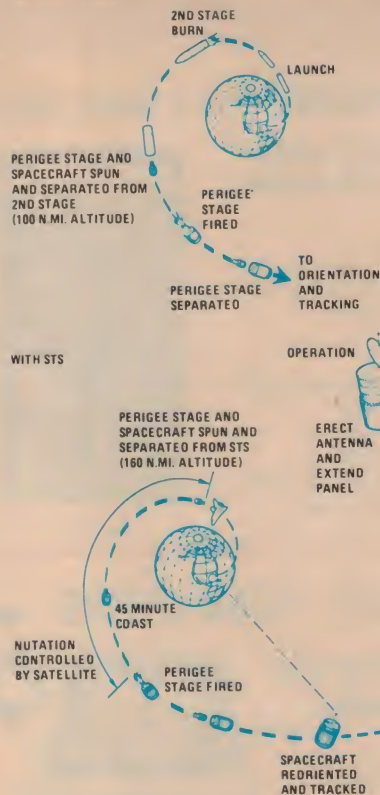 2ND STAGE
BURN
LAUNCH
PERIGEE STAGE AND
SPACECRAFT SPUN
AND SEPARATED FROM
2ND STAGE
(100 N.MI. ALTITUDE)
PERIGEE'
STAGE
FIRED
PERIGEE STAGE
SEPARATED
TO
ORIENTATION
AND
TRACKING
WITH STS
OPERATION
ERECT
ANTENNA
AND
EXTEND
PANEL
PERIGEE STAGE AND
SPACECRAFT SPUN AND
SEPARATED FROM STS
(160 N.MI. ALTITUDE)
45 MINUTE
COAST
NUTATION
CONTROLLED
BY SATELLITE
PERIGEE
STAGE FIRED
SPACECRAFT
REORIENTED
AND TRACKED